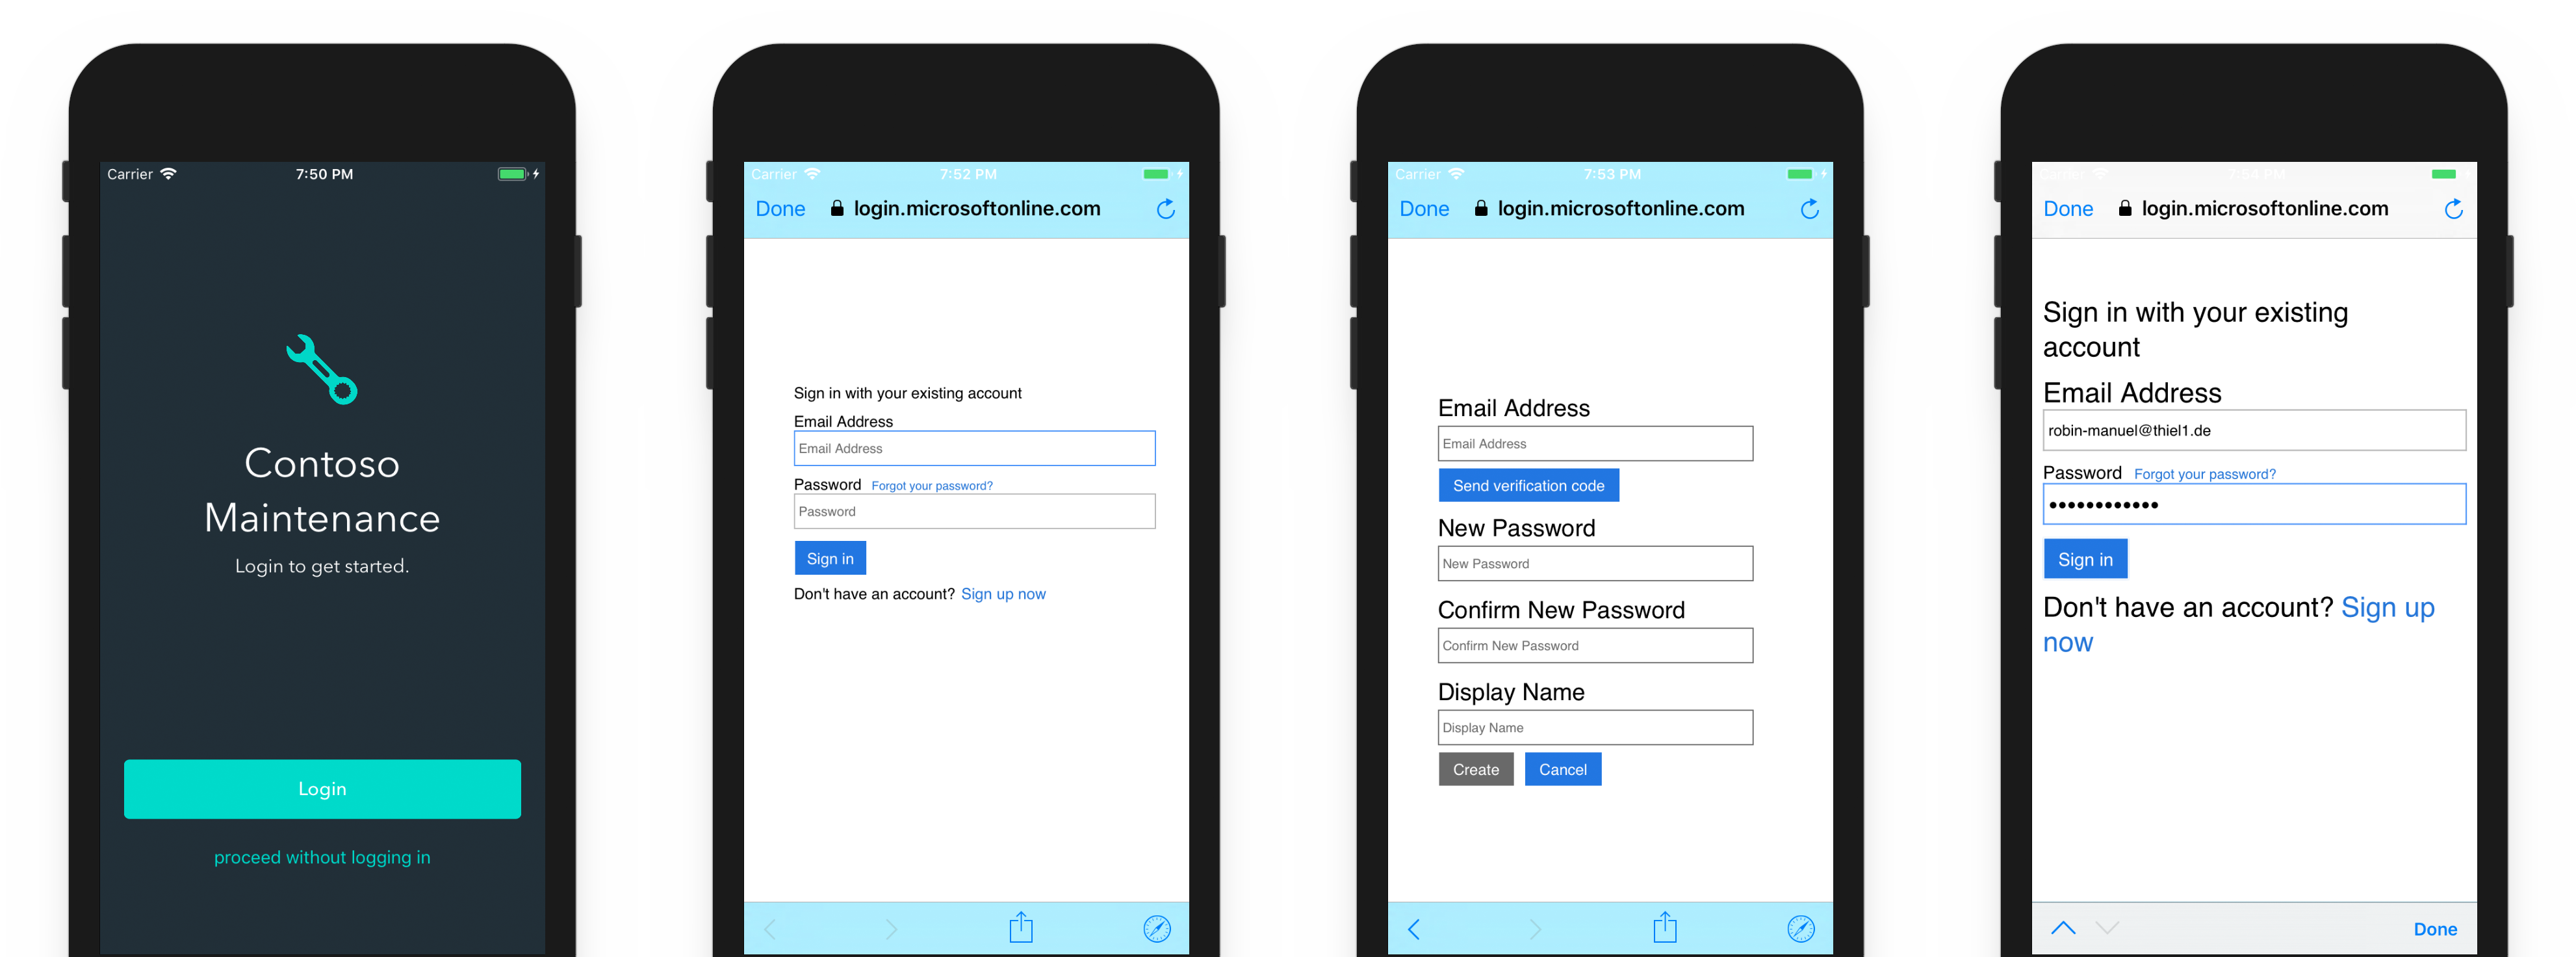 Carrier 7:50 PM
Contoso
Maintenance
Login to get started.
Login
proceed without logging in
Carrier 7:52 PM
Done login.microsoftonline.com
Sign in with your existing account
Email Address
Email Address
Password Forgot your password?
Password
Sign in
Don't have an account? Sign up now
Carrier 7:53 PM
Done login.microsoftonline.com
Email Address
Email Address
Send verification code
New Password
New Password
Confirm New Password
Confirm New Password
Display Name
Display Name
Create Cancel
Carrier 7:54 PM
Done login.microsoftonline.com
Sign in with your existing
account
Email Address
robin-manuel@thiel1.de
Password Forgot your password?
••••••••••••
Sign in
Don't have an account? Sign up
now
Done